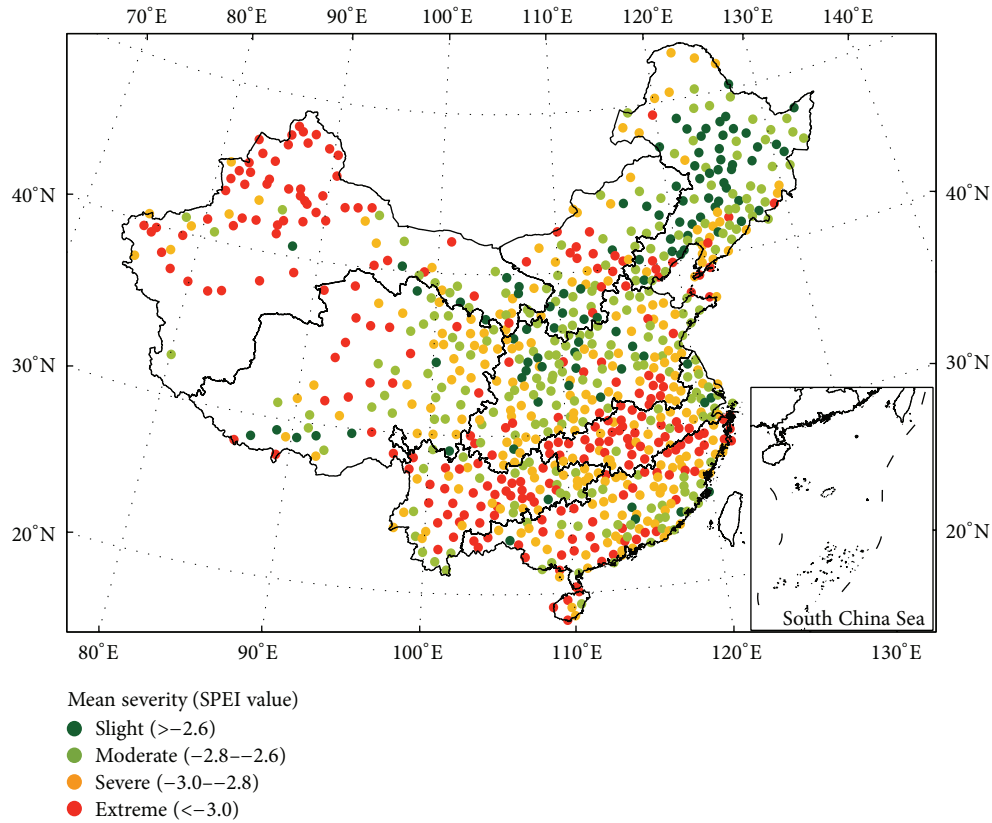 70°E 80°E 90°E 100°E 110°E 120°E 130°E 140°E
40°N 40°N
30°N 30°N
20°N 20°N
South China Sea
80°E 90°E 100°E 110°E 120°E 130°E
Mean severity (SPEI value)
Slight (>−2.6)
Moderate (−2.8-–−2.6)
Severe (−3.0-–−2.8)
Extreme (<−3.0)